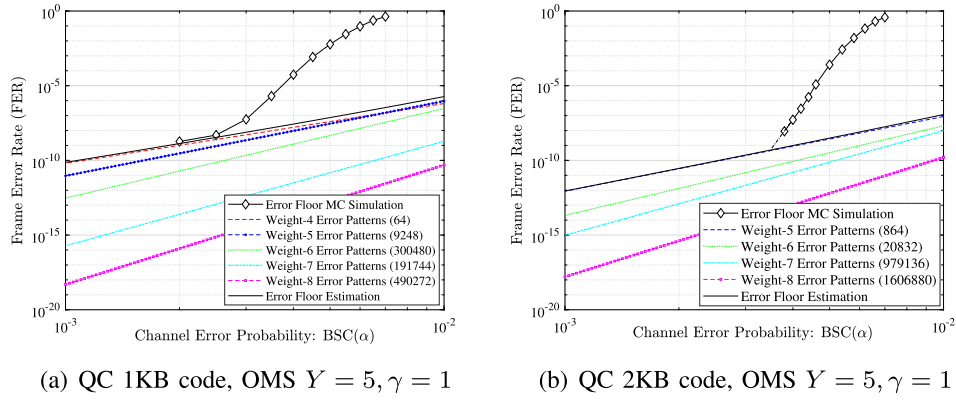 10^0
10^-5
10^-10
10^-15
10^-20
Frame Error Rate (FER)
Error Floor MC Simulation
Weight-4 Error Patterns (64)
Weight-5 Error Patterns (9248)
Weight-6 Error Patterns (300480)
Weight-7 Error Patterns (191744)
Weight-8 Error Patterns (490272)
Error Floor Estimation
10^-3
10^-2
Channel Error Probability: BSC(α)
(a) QC 1KB code, OMS Y = 5, γ = 1
10^0
10^-5
10^-10
10^-15
10^-20
Frame Error Rate (FER)
Error Floor MC Simulation
Weight-5 Error Patterns (864)
Weight-6 Error Patterns (20832)
Weight-7 Error Patterns (979136)
Weight-8 Error Patterns (1606880)
Error Floor Estimation
10^-3
10^-2
Channel Error Probability: BSC(α)
(b) QC 2KB code, OMS Y = 5, γ = 1